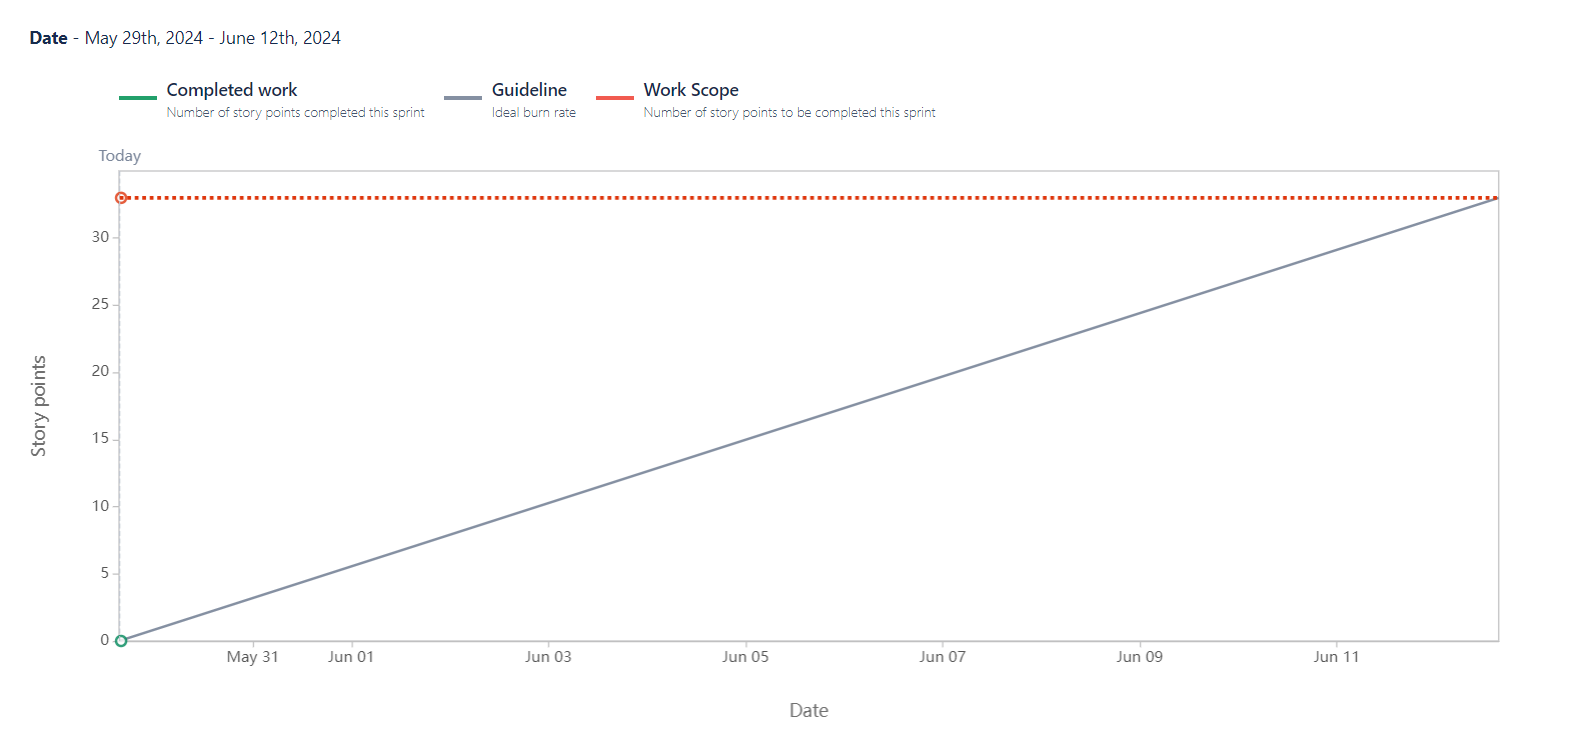 Date - May 29th, 2024 - June 12th, 2024
Completed work
Number of story points completed this sprint
Guideline
Ideal burn rate
Work Scope
Number of story points to be completed this sprint
Today
30
25
20
15
10
5
0
Story points
May 31
Jun 01
Jun 03
Jun 05
Jun 07
Jun 09
Jun 11
Date